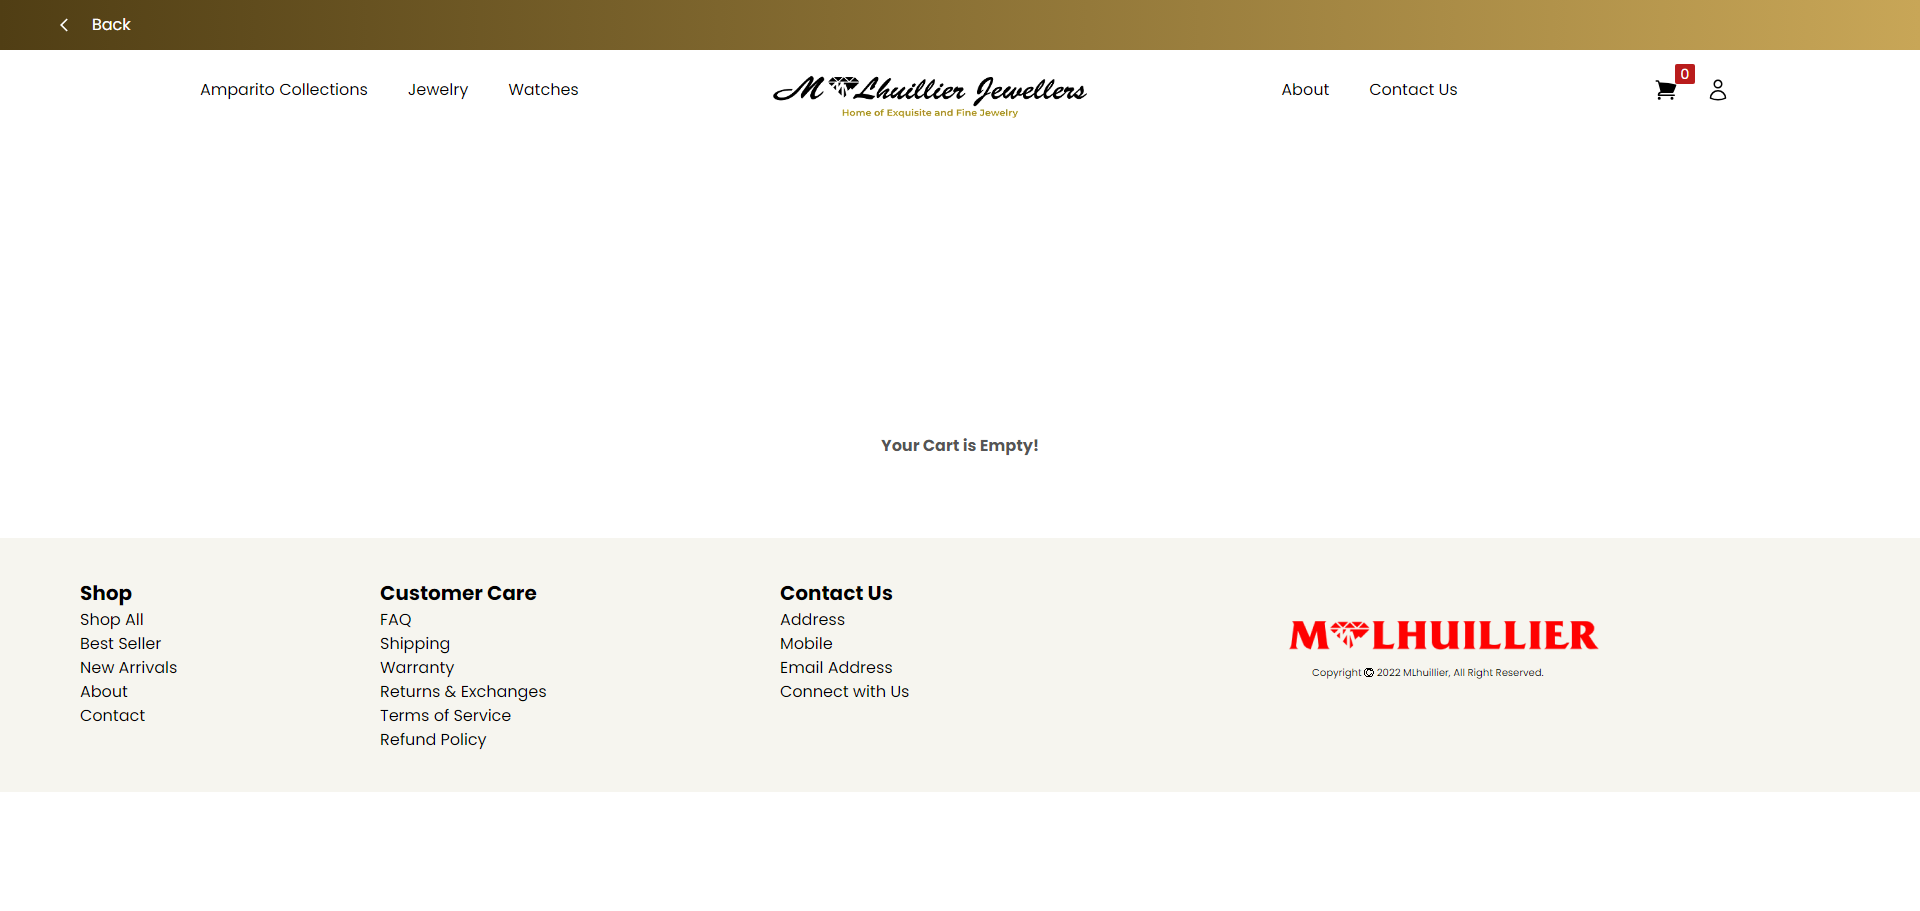 Back
Amparito Collections
Jewelry
Watches
M Lhuillier Jewellers
Home of Exquisite and Fine Jewelry
About
Contact Us
0
Your Cart is Empty!
Shop
Shop All
Best Seller
New Arrivals
About
Contact
Customer Care
FAQ
Shipping
Warranty
Returns & Exchanges
Terms of Service
Refund Policy
Contact Us
Address
Mobile
Email Address
Connect with Us
M LHUILLIER
Copyright © 2022 MLhuillier, All Right Reserved.